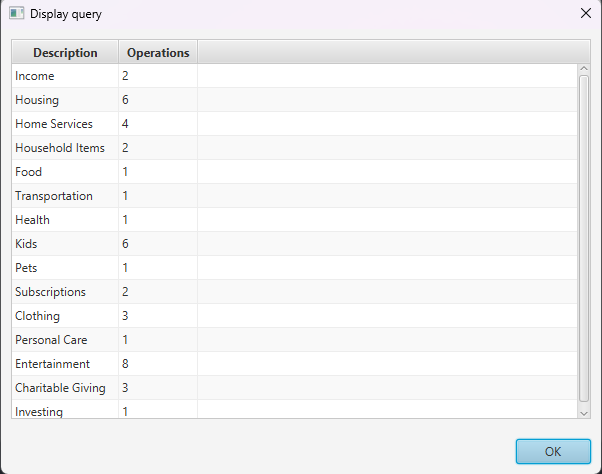 Display query
Description Operations
Income 2
Housing 6
Home Services 4
Household Items 2
Food 1
Transportation 1
Health 1
Kids 6
Pets 1
Subscriptions 2
Clothing 3
Personal Care 1
Entertainment 8
Charitable Giving 3
Investing 1
OK